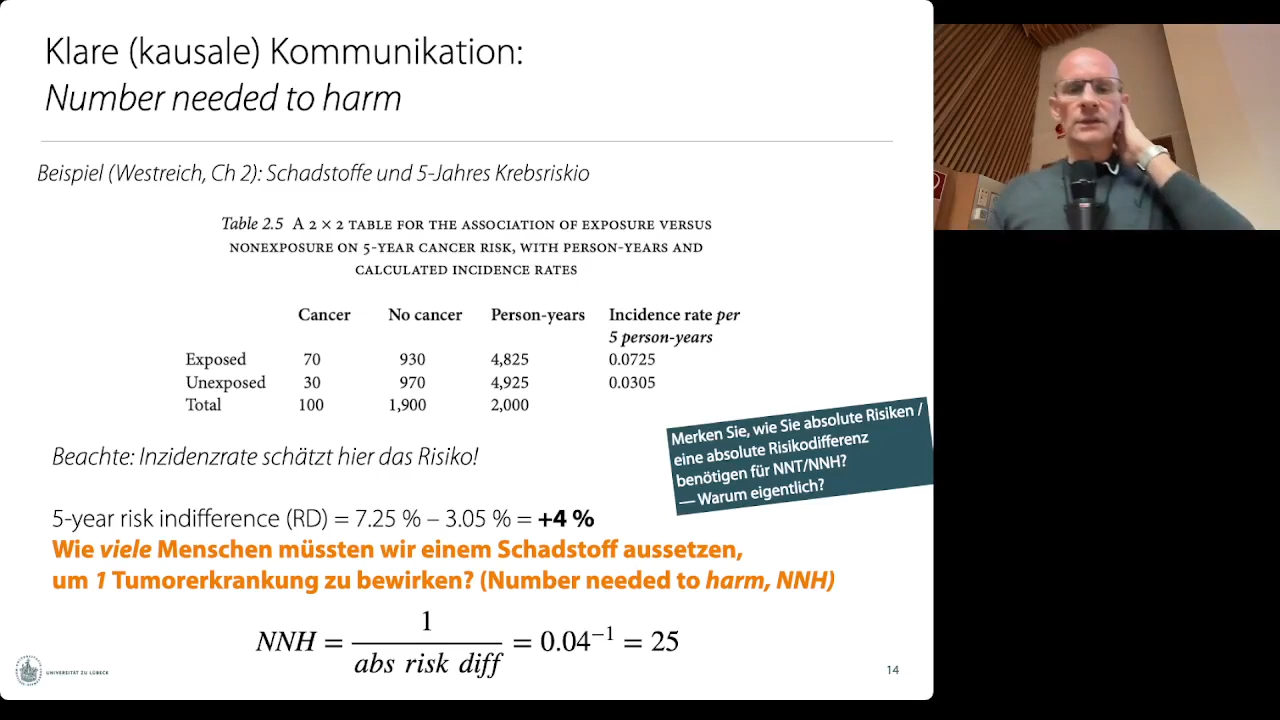 Klare (kausale) Kommunikation:
Number needed to harm
Beispiel (Westreich, Ch 2): Schadstoffe und 5-Jahres Krebsriskio
Table 2.5 A 2 × 2 TABLE FOR THE ASSOCIATION OF EXPOSURE VERSUS
NONEXPOSURE ON 5-YEAR CANCER RISK, WITH PERSON-YEARS AND
CALCULATED INCIDENCE RATES
Cancer No cancer Person-years Incidence rate per
5 person-years
Exposed 70 930 4,825 0.0725
Unexposed 30 970 4,925 0.0305
Total 100 1,900 2,000
Merken Sie, wie Sie absolute Risiken /
eine absolute Risikodifferenz
benötigen für NNT/NNH?
— Warum eigentlich?
Beachte: Inzidenzrate schätzt hier das Risiko!
5-year risk indifference (RD) = 7.25 % – 3.05 % = +4 %
Wie viele Menschen müssten wir einem Schadstoff aussetzen,
um 1 Tumorerkrankung zu bewirken? (Number needed to harm, NNH)
NNH = 1 / abs risk diff = 0.04⁻¹ = 25
UNIVERSITÄT ZU LÜBECK
14